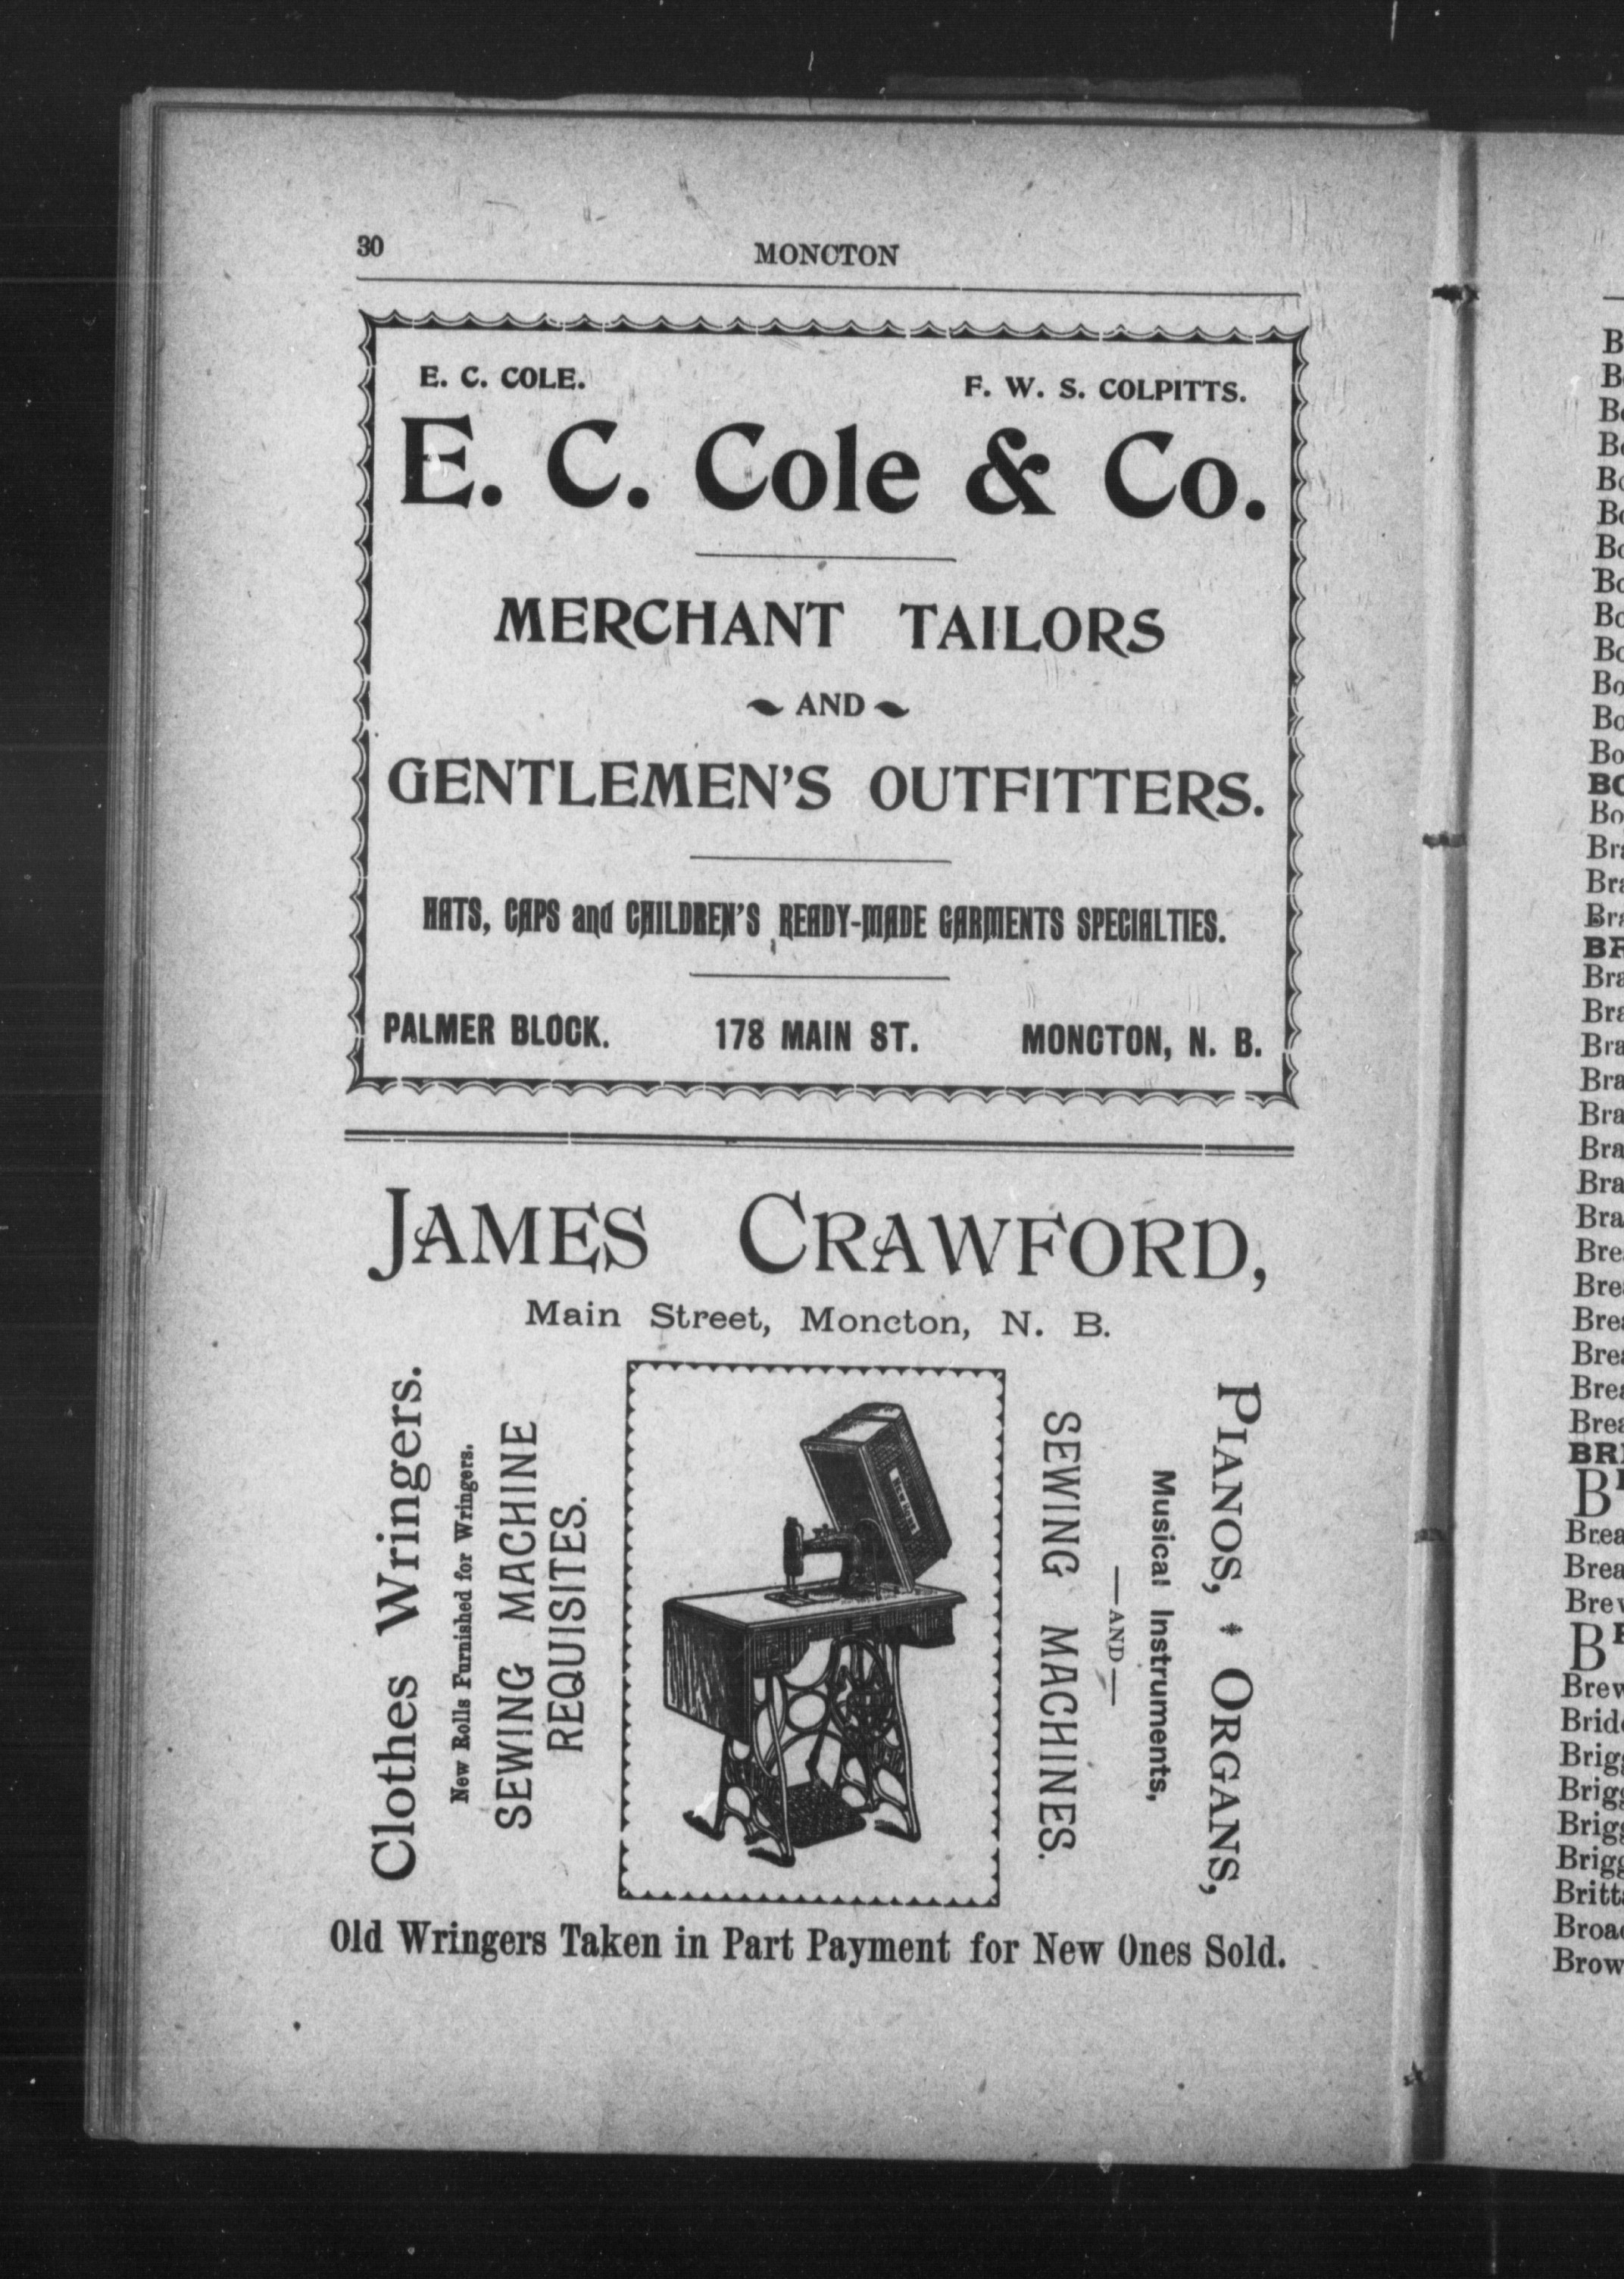 30
MONCTON
E. C. COLE.
F. W. S. COLPITTS.
E. C. Cole & Co.
MERCHANT TAILORS
AND
GENTLEMEN'S OUTFITTERS.
HATS, CAPS and CHILDREN'S READY-MADE GARMENTS SPECIALTIES.
PALMER BLOCK. 178 MAIN ST. MONCTON, N. B.
JAMES CRAWFORD,
Main Street, Moncton, N. B.
Clothes Wringers.
New Rolls Furnished for Wringers.
SEWING MACHINE
REQUISITES.
PIANOS, ORGANS,
Musical Instruments,
—AND—
SEWING MACHINES.
Old Wringers Taken in Part Payment for New Ones Sold.